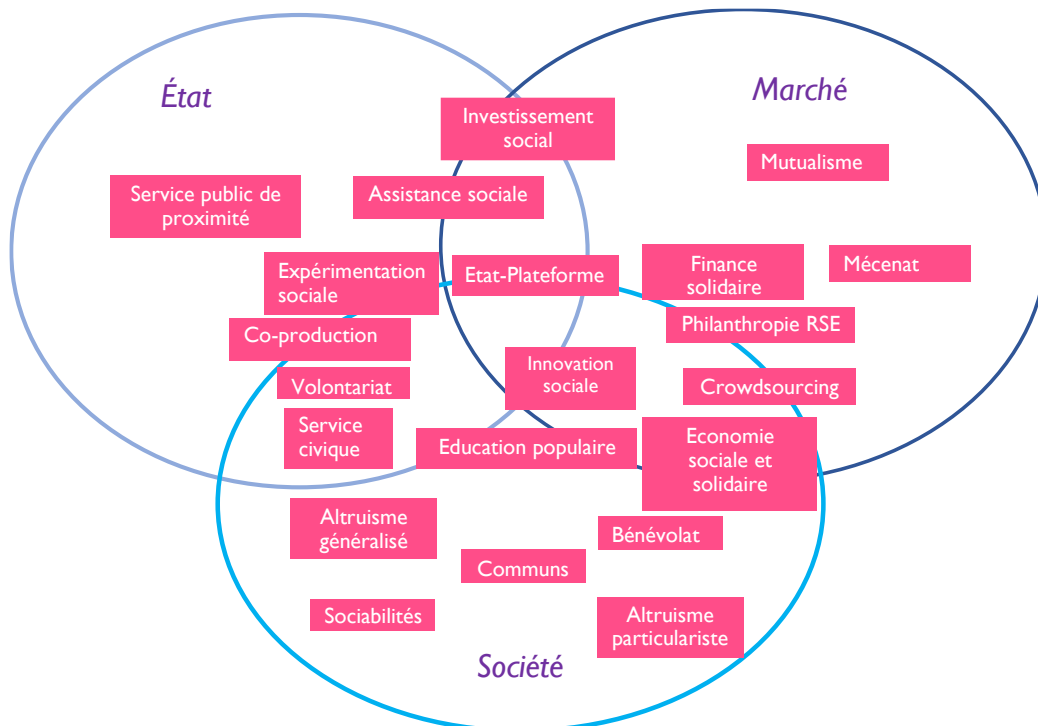 État
Marché
Investissement
social
Mutualisme
Service public de
proximité
Assistance sociale
Expérimentation
sociale
Etat-Plateforme
Finance
solidaire
Mécenat
Co-production
Philanthropie RSE
Volontariat
Innovation
sociale
Crowdsourcing
Service
civique
Education populaire
Economie
sociale et
solidaire
Altruisme
généralisé
Bénévolat
Communs
Sociabilités
Altruisme
particulariste
Société